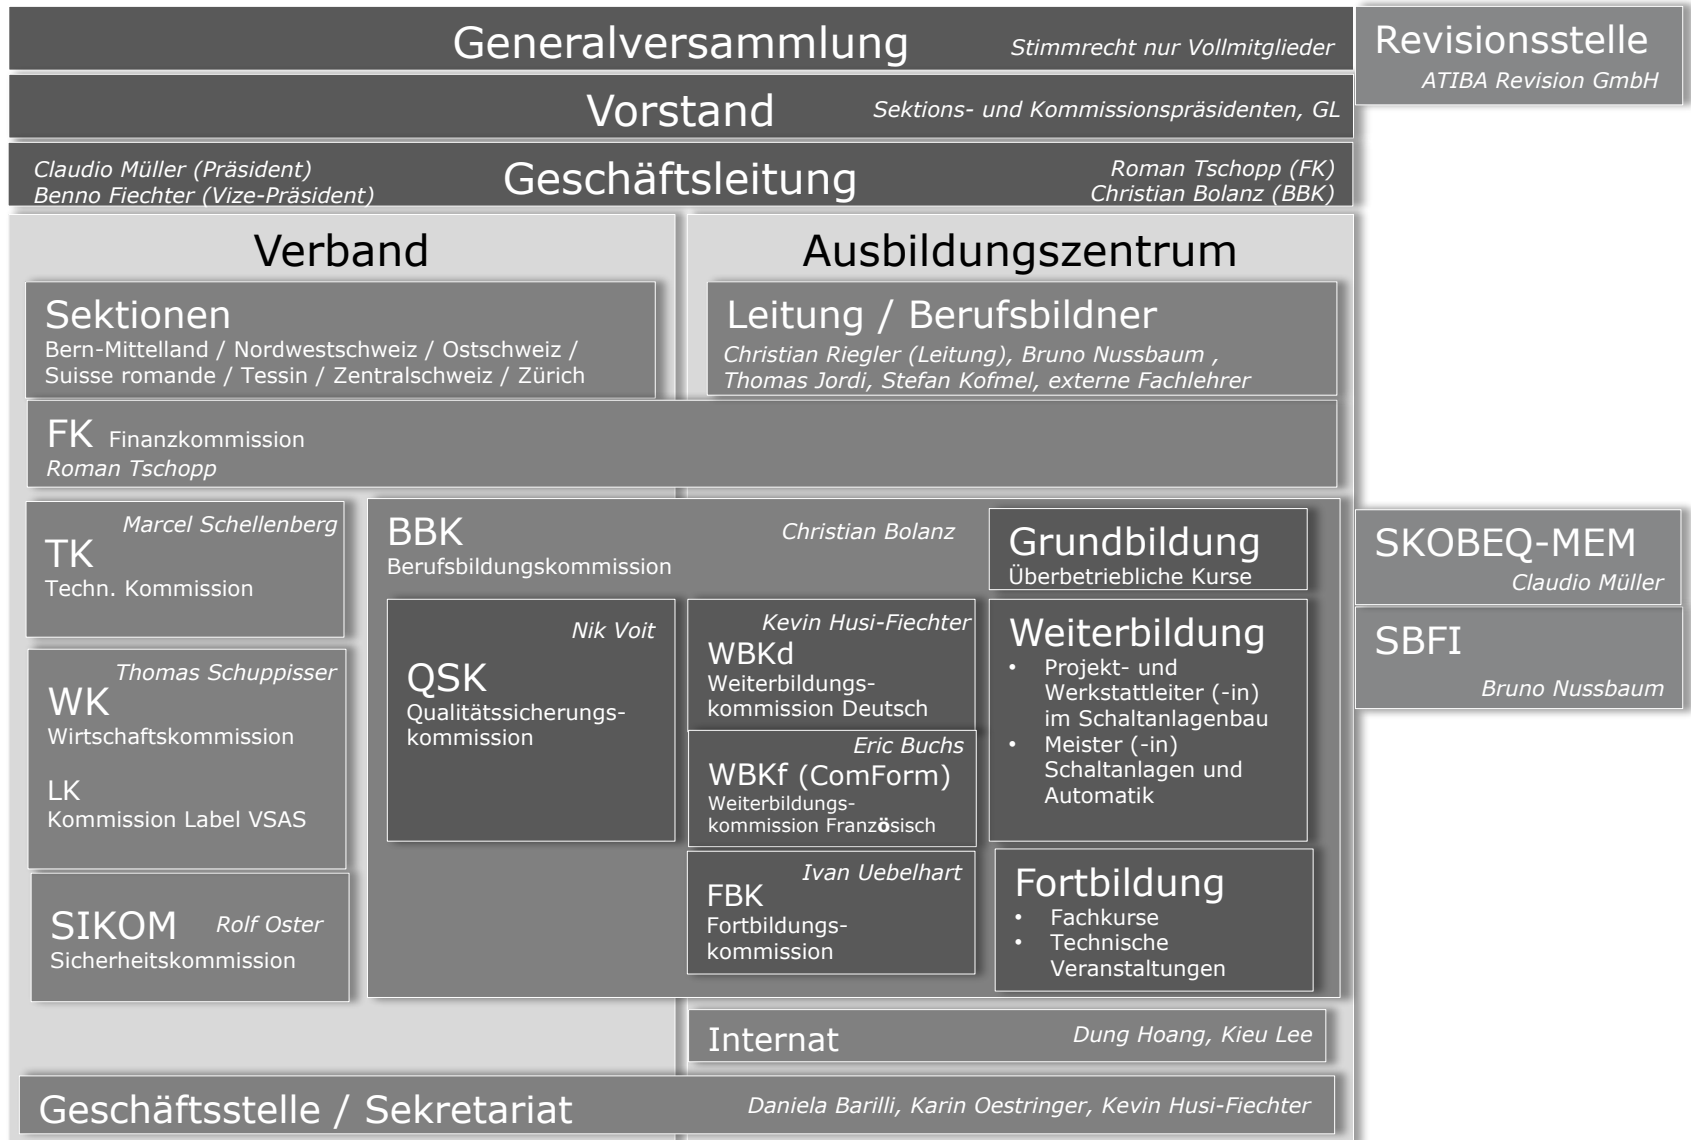 Generalversammlung Stimmrecht nur Vollmitglieder
Revisionsstelle
ATIBA Revision GmbH
Vorstand Sektions- und Kommissionspräsidenten, GL
Claudio Müller (Präsident)
Benno Fiechter (Vize-Präsident)
Geschäftsleitung
Roman Tschopp (FK)
Christian Bolanz (BBK)
Verband
Ausbildungszentrum
Sektionen
Bern-Mittelland / Nordwestschweiz / Ostschweiz /
Suisse romande / Tessin / Zentralschweiz / Zürich
Leitung / Berufsbildner
Christian Riegler (Leitung), Bruno Nussbaum ,
Thomas Jordi, Stefan Kofmel, externe Fachlehrer
FK Finanzkommission
Roman Tschopp
Marcel Schellenberg
TK
Techn. Kommission
Thomas Schuppisser
WK
Wirtschaftskommission
LK
Kommission Label VSAS
SIKOM Rolf Oster
Sicherheitskommission
BBK Christian Bolanz
Berufsbildungskommission
Nik Voit
QSK
Qualitätssicherungs-
kommission
Kevin Husi-Fiechter
WBKd
Weiterbildungs-
kommission Deutsch
Eric Buchs
WBKf (ComForm)
Weiterbildungs-
kommission Französisch
Ivan Uebelhart
FBK
Fortbildungs-
kommission
Grundbildung
Überbetriebliche Kurse
Weiterbildung
• Projekt- und
Werkstattleiter (-in)
im Schaltanlagenbau
• Meister (-in)
Schaltanlagen und
Automatik
Fortbildung
• Fachkurse
• Technische
Veranstaltungen
SKOBEQ-MEM
Claudio Müller
SBFI
Bruno Nussbaum
Internat Dung Hoang, Kieu Lee
Geschäftsstelle / Sekretariat Daniela Barilli, Karin Oestringer, Kevin Husi-Fiechter